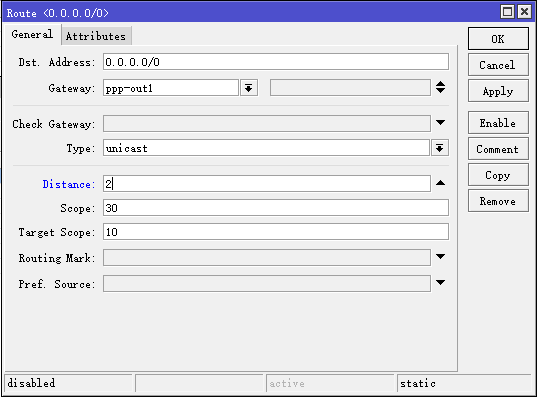 Route <0.0.0.0/0>
General Attributes
OK
Dst. Address: 0.0.0.0/0
Cancel
Gateway: ppp-out1
Apply
Check Gateway:
Enable
Type: unicast
Comment
Copy
Distance: 2
Remove
Scope: 30
Target Scope: 10
Routing Mark:
Pref. Source:
disabled active static